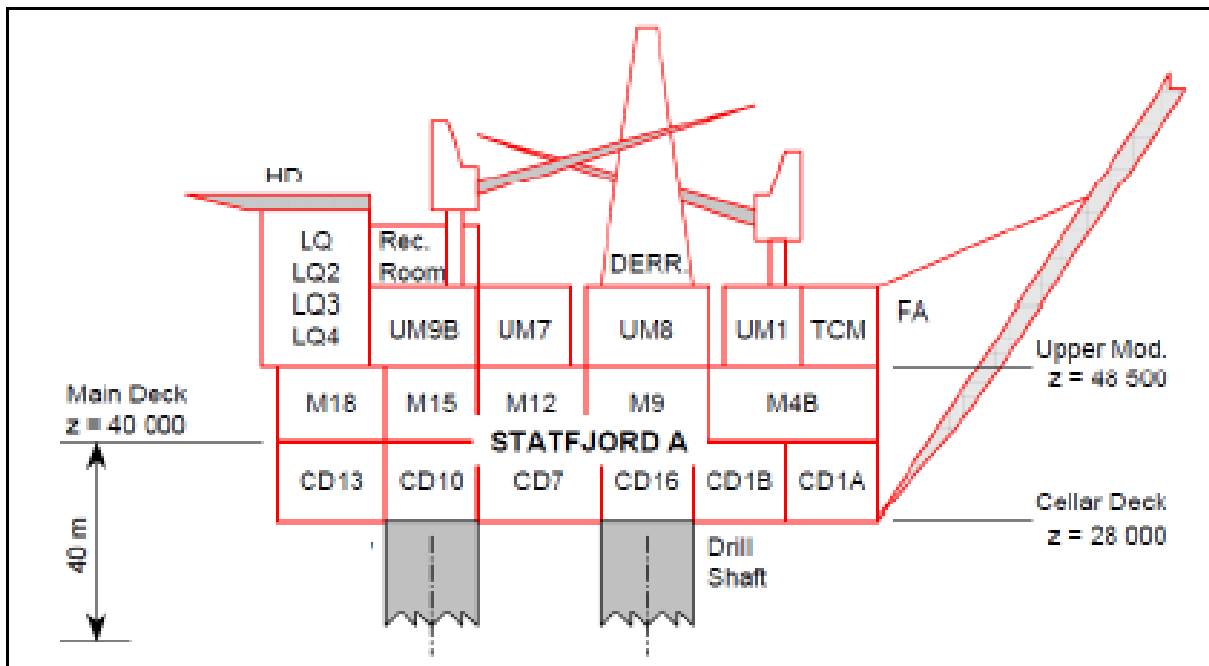 HD
LQ
LQ2
LQ3
LQ4
Rec.
Room
DERR.
UM9B
UM7
UM8
UM1
TCM
FA
Upper Mod.
z = 48 500
Main Deck
z = 40 000
M18
M15
M12
M9
M4B
STATFJORD A
CD13
CD10
CD7
CD16
CD1B
CD1A
Cellar Deck
z = 28 000
40 m
Drill
Shaft